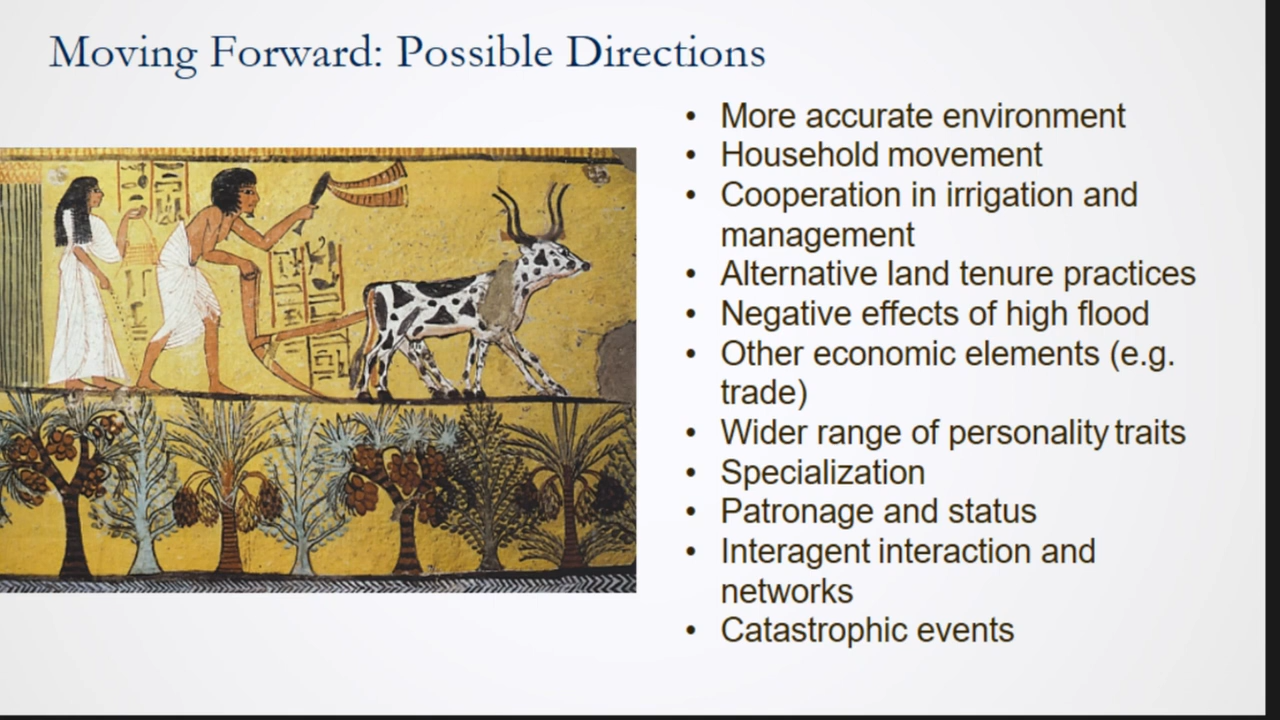 Moving Forward: Possible Directions
• More accurate environment
• Household movement
• Cooperation in irrigation and
management
• Alternative land tenure practices
• Negative effects of high flood
• Other economic elements (e.g.
trade)
• Wider range of personality traits
• Specialization
• Patronage and status
• Interagent interaction and
networks
• Catastrophic events